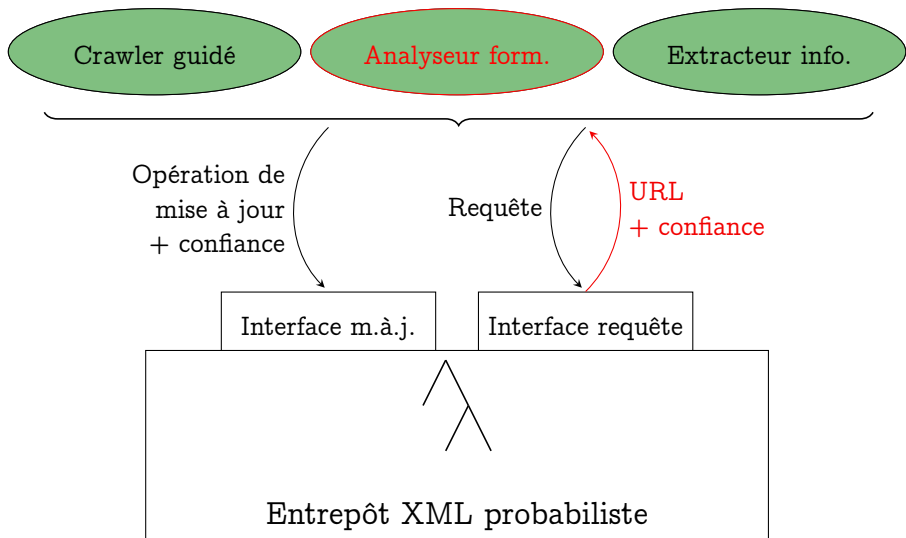 Crawler guidé
Analyseur form.
Extracteur info.
Opération de
mise à jour
+ confiance
Requête
URL
+ confiance
Interface m.à.j.
Interface requête
Entrepôt XML probabiliste